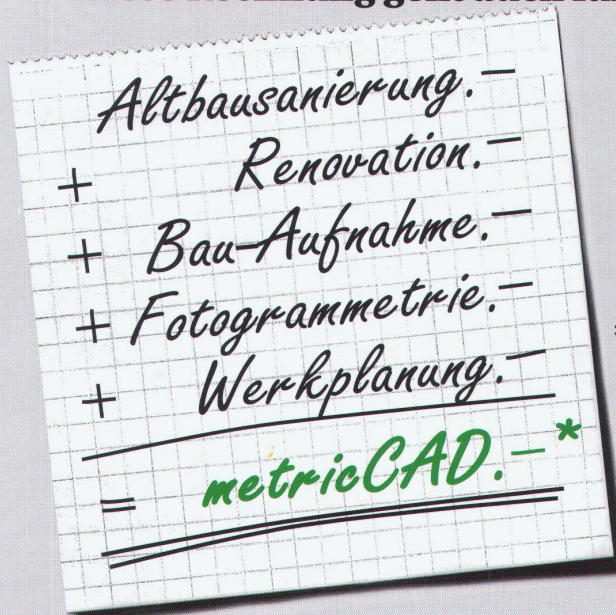 Altbausanierung.–
+ Renovation.–
+ Bau-Aufnahme.–
+ Fotogrammetrie.–
+ Werkplanung.–
= metricCAD.–*